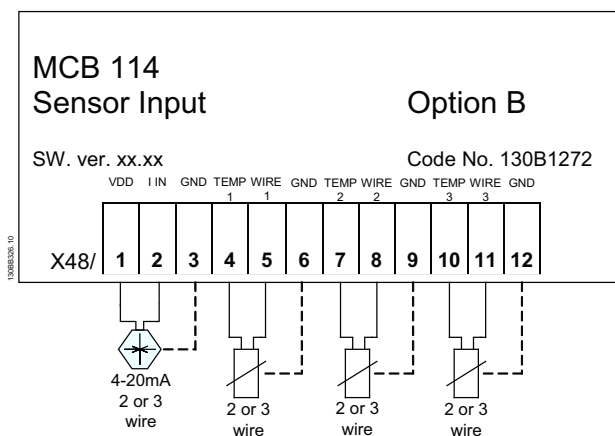 MCB 114
Sensor Input
Option B
SW. ver. xx.xx
Code No. 130B1272
VDD I IN GND TEMP 1 WIRE 1 GND TEMP 2 WIRE 2 GND TEMP 3 WIRE 3 GND
X48/ 1 2 3 4 5 6 7 8 9 10 11 12
130BB326.10
4-20mA
2 or 3
wire
2 or 3
wire
2 or 3
wire
2 or 3
wire